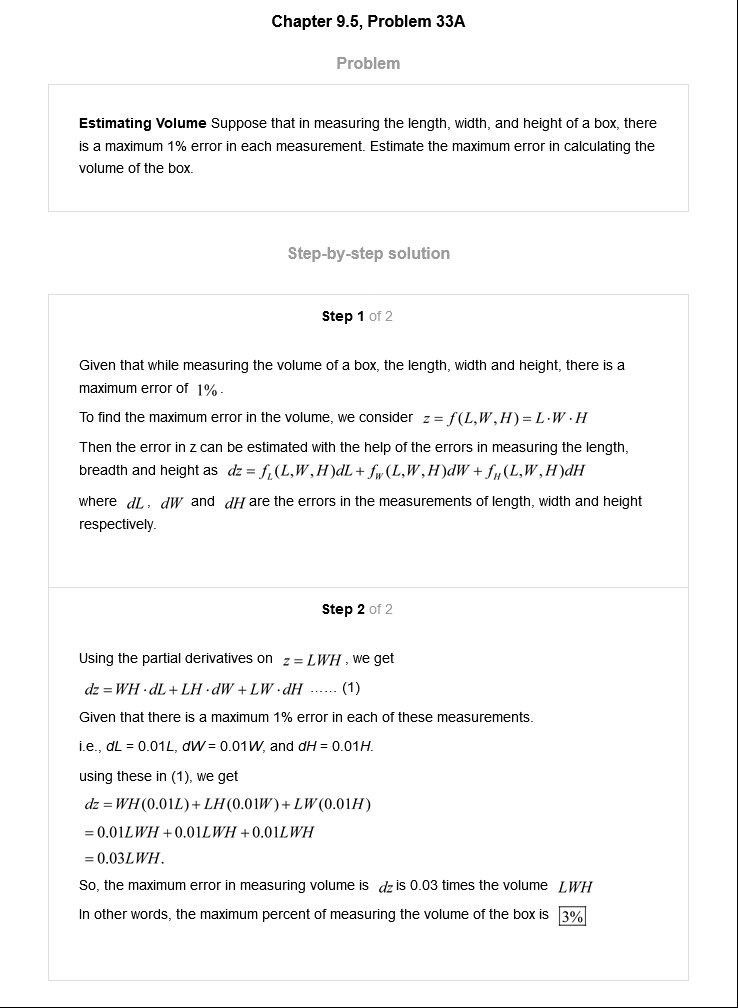 Chapter 9.5, Problem 33A
Problem
Estimating Volume Suppose that in measuring the length, width, and height of a box, there
is a maximum 1% error in each measurement. Estimate the maximum error in calculating the
volume of the box.
Step-by-step solution
Step 1 of 2
Given that while measuring the volume of a box, the length, width and height, there is a
maximum error of 1%.
To find the maximum error in the volume, we consider z = f(L,W,H) = L·W·H
Then the error in z can be estimated with the help of the errors in measuring the length,
breadth and height as dz = f_L(L,W,H)dL + f_W(L,W,H)dW + f_H(L,W,H)dH
where dL, dW and dH are the errors in the measurements of length, width and height
respectively.
Step 2 of 2
Using the partial derivatives on z = LWH, we get
dz = WH·dL + LH·dW + LW·dH ...... (1)
Given that there is a maximum 1% error in each of these measurements.
i.e., dL = 0.01L, dW = 0.01W, and dH = 0.01H.
using these in (1), we get
dz = WH(0.01L) + LH(0.01W) + LW(0.01H)
= 0.01LWH + 0.01LWH + 0.01LWH
= 0.03LWH.
So, the maximum error in measuring volume is dz is 0.03 times the volume LWH
In other words, the maximum percent of measuring the volume of the box is 3%